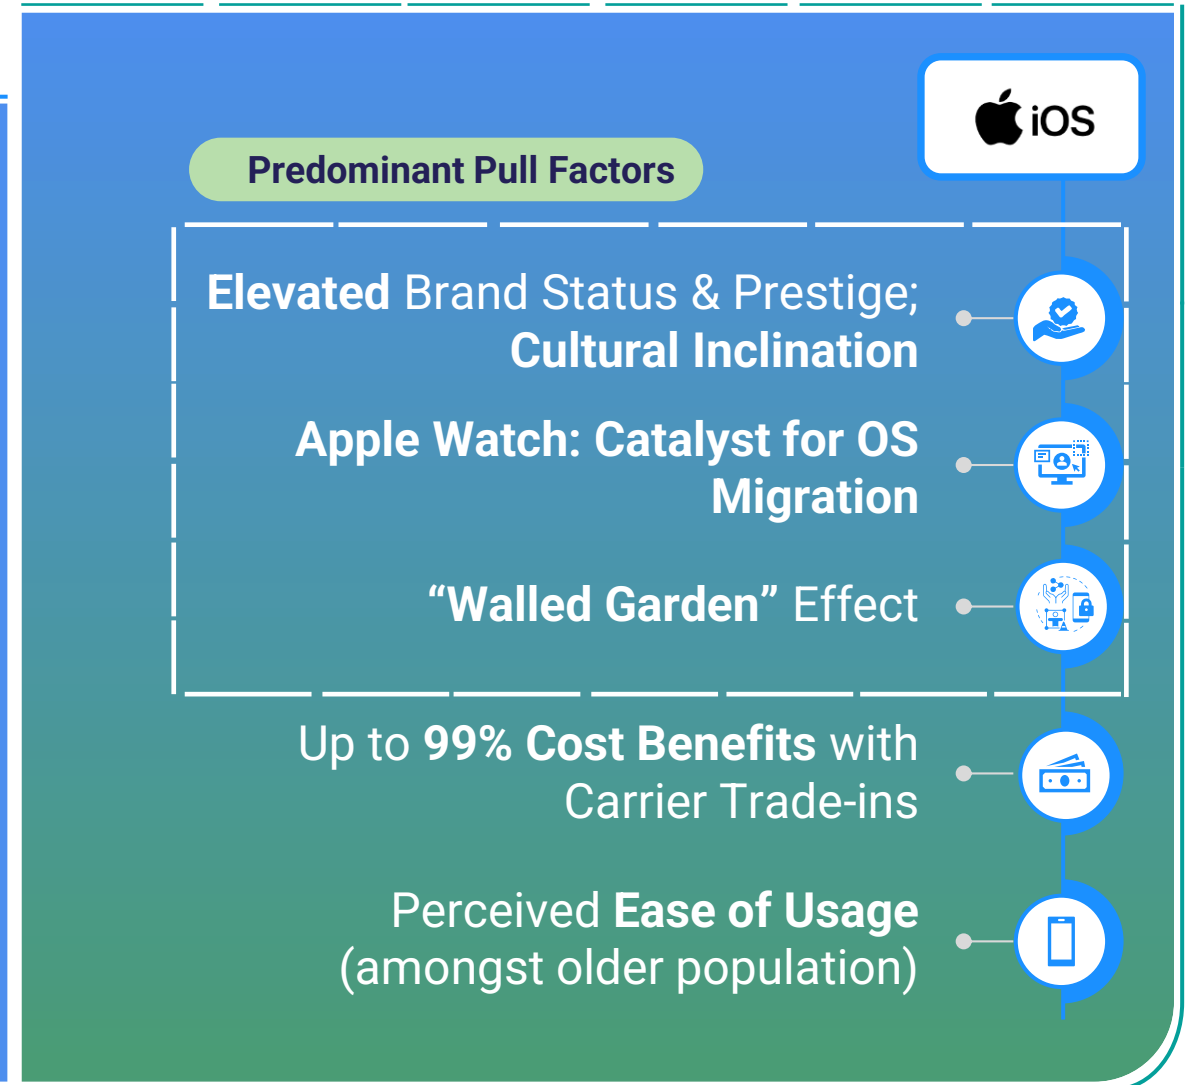 iOS
Predominant Pull Factors
Elevated Brand Status & Prestige;
Cultural Inclination
Apple Watch: Catalyst for OS
Migration
“Walled Garden” Effect
Up to 99% Cost Benefits with
Carrier Trade-ins
Perceived Ease of Usage
(amongst older population)